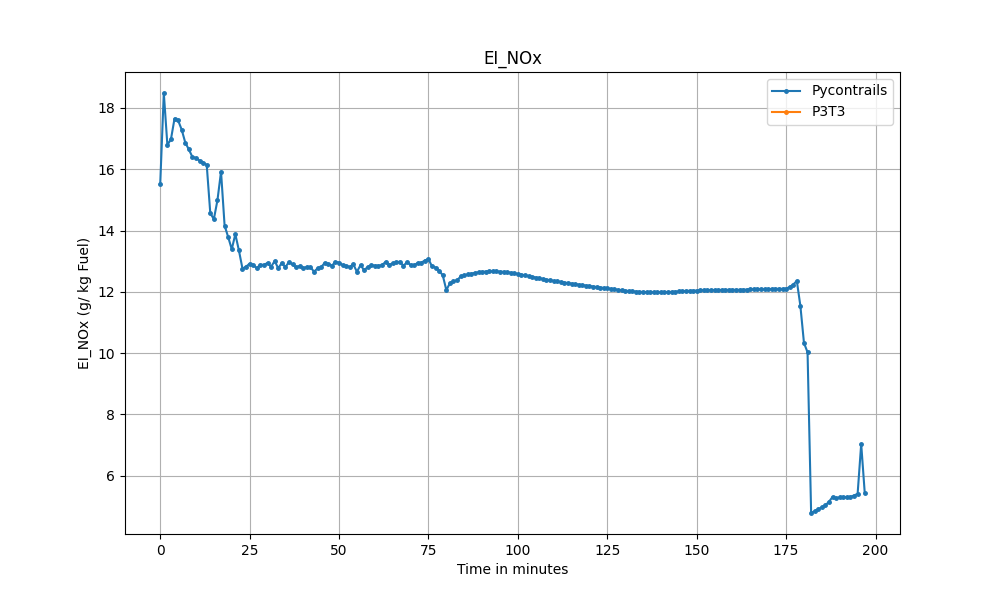 EI_NOx
Pycontrails
P3T3
EI_NOx (g/ kg Fuel)
18
16
14
12
10
8
6
0 25 50 75 100 125 150 175 200
Time in minutes